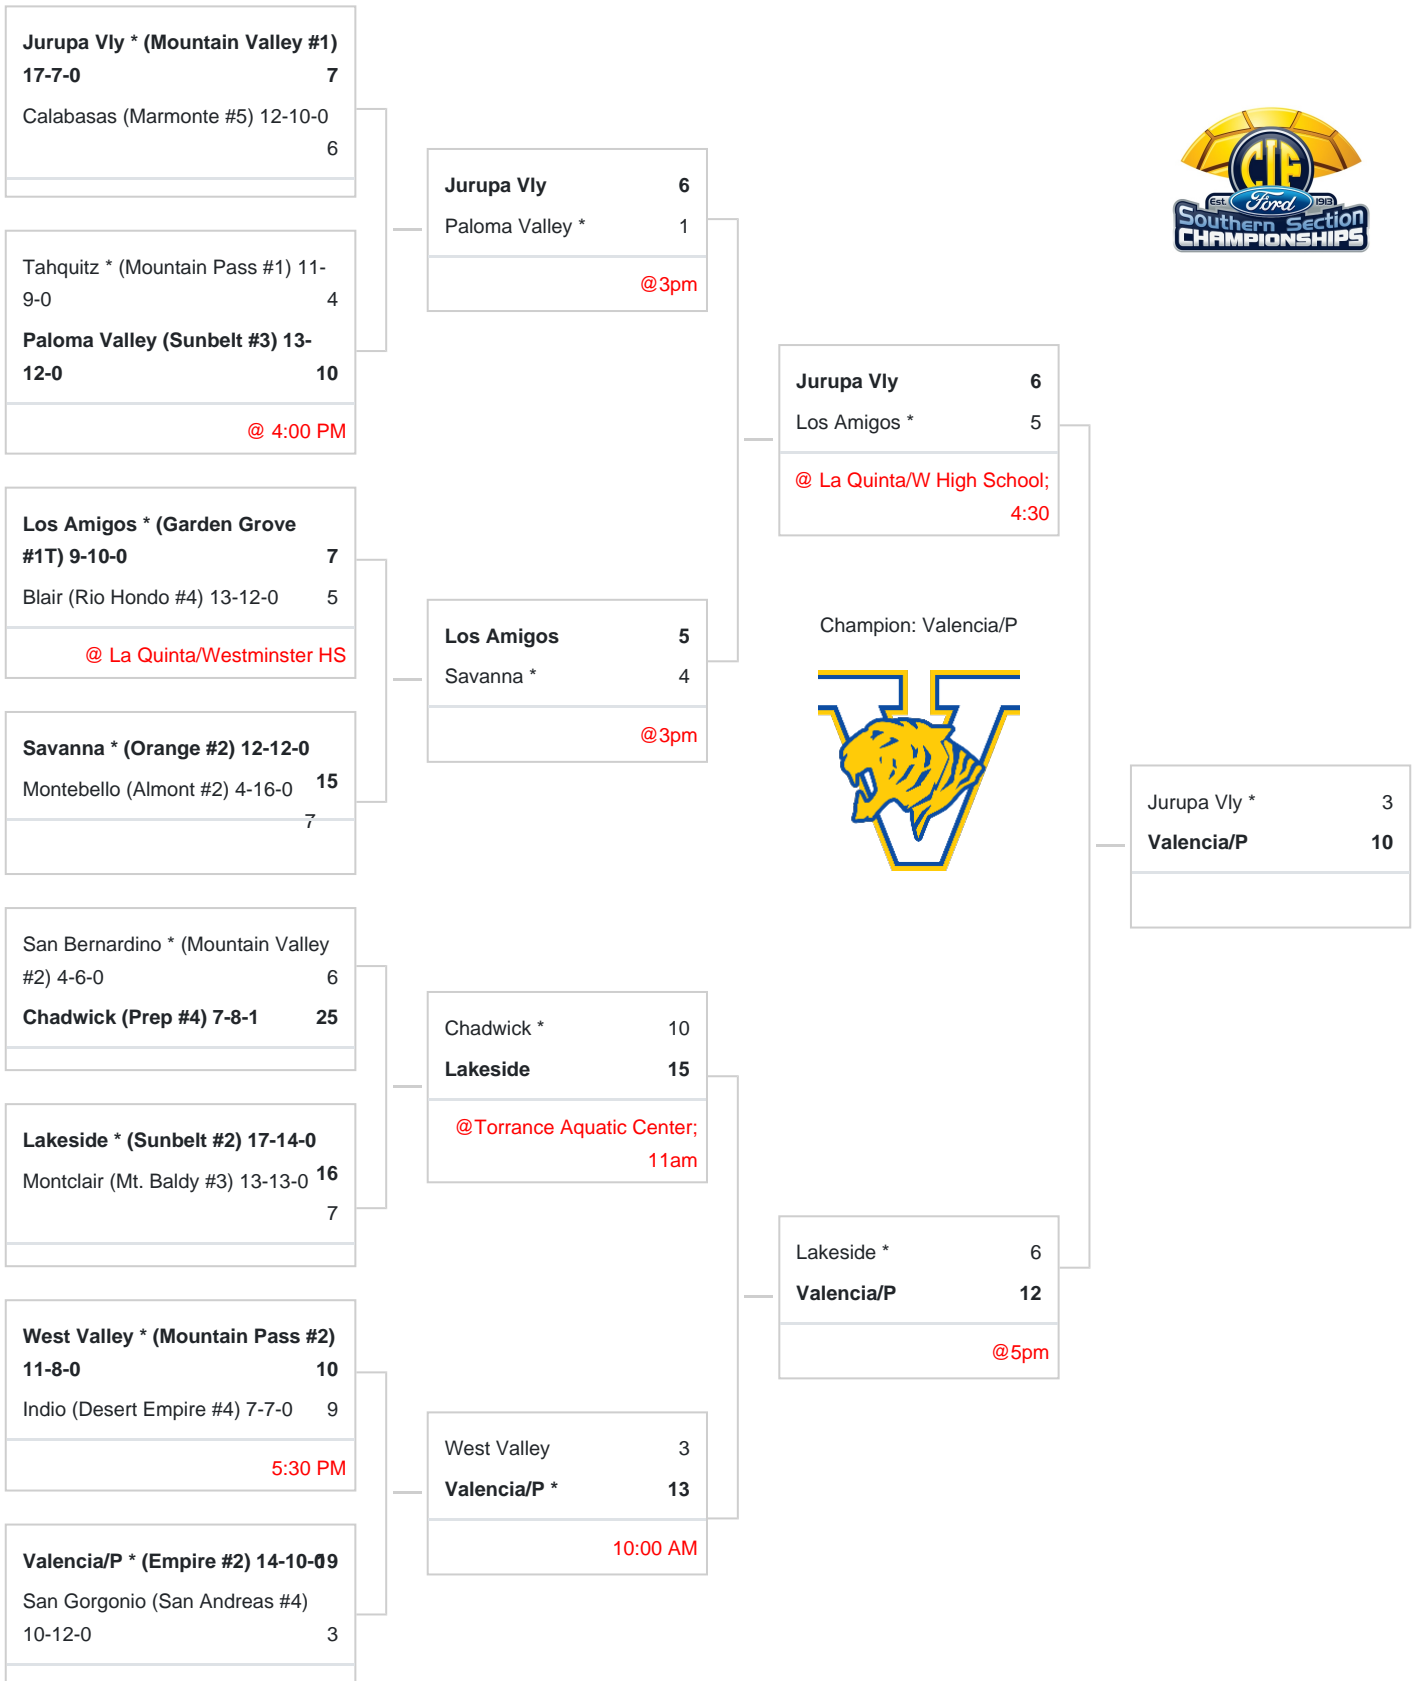 Jurupa Vly * (Mountain Valley #1)
17-7-0 7
Calabasas (Marmonte #5) 12-10-0
6
Tahquitz * (Mountain Pass #1) 11-
9-0 4
Paloma Valley (Sunbelt #3) 13-
12-0 10
@ 4:00 PM
Los Amigos * (Garden Grove
#1T) 9-10-0 7
Blair (Rio Hondo #4) 13-12-0 5
@ La Quinta/Westminster HS
Savanna * (Orange #2) 12-12-0
15
Montebello (Almont #2) 4-16-0
7
San Bernardino * (Mountain Valley
#2) 4-6-0 6
Chadwick (Prep #4) 7-8-1 25
Lakeside * (Sunbelt #2) 17-14-0
16
Montclair (Mt. Baldy #3) 13-13-0
7
West Valley * (Mountain Pass #2)
11-8-0 10
Indio (Desert Empire #4) 7-7-0 9
5:30 PM
Valencia/P * (Empire #2) 14-10-0 19
San Gorgonio (San Andreas #4)
10-12-0 3
Jurupa Vly 6
Paloma Valley * 1
@3pm
Los Amigos 5
Savanna * 4
@3pm
Chadwick * 10
Lakeside 15
@Torrance Aquatic Center;
11am
West Valley 3
Valencia/P * 13
10:00 AM
Jurupa Vly 6
Los Amigos * 5
@ La Quinta/W High School;
4:30
Lakeside * 6
Valencia/P 12
@5pm
Champion: Valencia/P
V
Jurupa Vly * 3
Valencia/P 10
CIF
Est. Ford 1913
Southern Section
CHAMPIONSHIPS